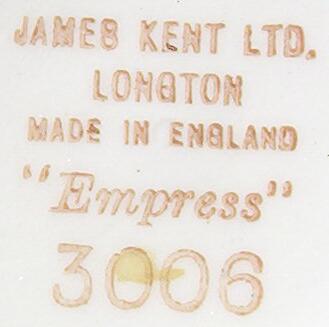 JAMES KENT LTD.
LONGTON
MADE IN ENGLAND
"Empress"
3006